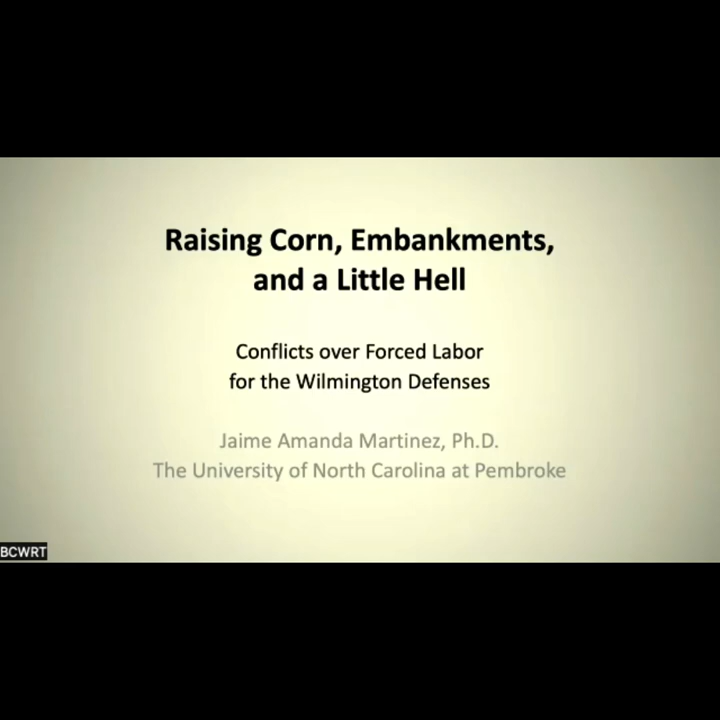 Raising Corn, Embankments,
and a Little Hell
Conflicts over Forced Labor
for the Wilmington Defenses
Jaime Amanda Martinez, Ph.D.
The University of North Carolina at Pembroke
BCWRT